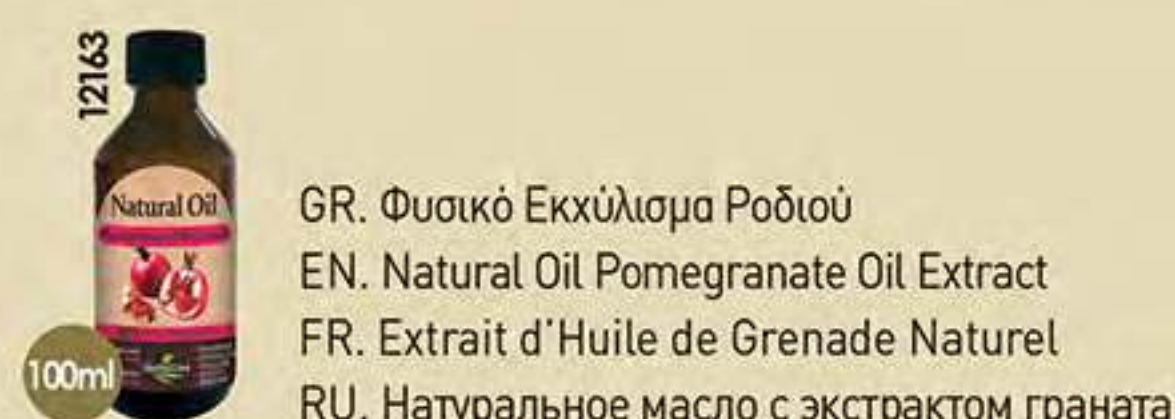 12163
Natural Oil
100ml
GR. Φυσικό Εκχύλισμα Ροδιού
EN. Natural Oil Pomegranate Oil Extract
FR. Extrait d'Huile de Grenade Naturel
RU. Натуральное масло с экстрактом граната